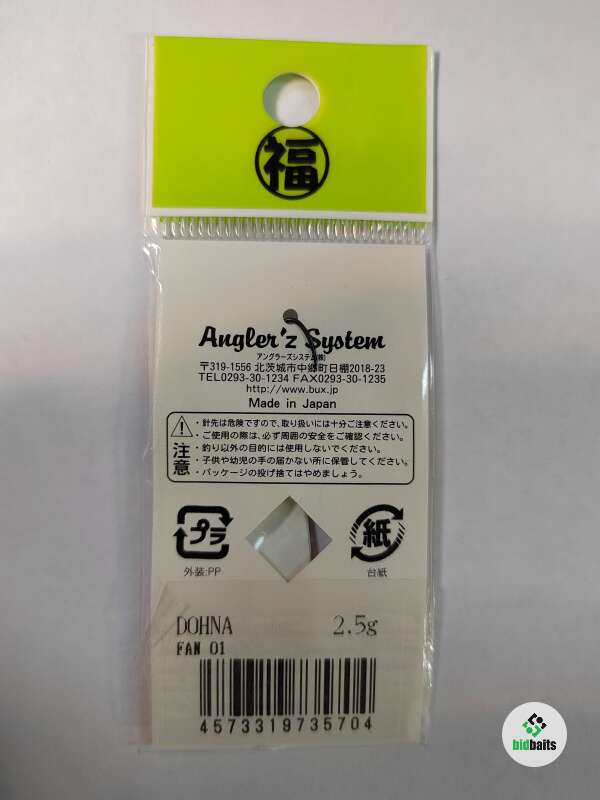 福
Angler'z System
アングラーズシステム(株)
〒319-1556 北茨城市中郷町日棚2018-23
TEL0293-30-1234 FAX0293-30-1235
http://www.bux.jp
Made in Japan
注意
・針先は危険ですので、取り扱いには十分ご注意ください。
・ご使用の際は、必ず周囲の安全をご確認ください。
・釣り以外の目的には使用しないでください。
・子供や幼児の手の届かない所に保管してください。
・パッケージの投げ捨てはやめましょう。
プラ
紙
外装:PP
台紙
DOHNA 2.5g
FAN 01
4573319735704
bidbaits